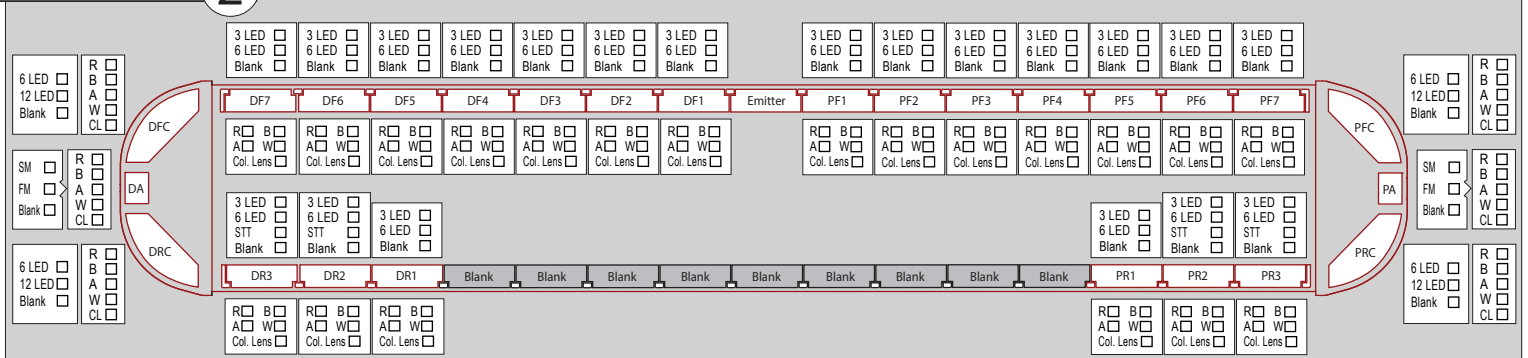 3 LED 3 LED 3 LED 3 LED 3 LED 3 LED 3 LED 3 LED 3 LED 3 LED 3 LED 3 LED 3 LED 3 LED
6 LED 6 LED 6 LED 6 LED 6 LED 6 LED 6 LED 6 LED 6 LED 6 LED 6 LED 6 LED 6 LED 6 LED
Blank Blank Blank Blank Blank Blank Blank Blank Blank Blank Blank Blank Blank Blank
6 LED
12 LED
Blank
R
B
A
W
CL
DFC
DF7 DF6 DF5 DF4 DF3 DF2 DF1 Emitter PF1 PF2 PF3 PF4 PF5 PF6 PF7
PFC
6 LED
12 LED
Blank
R
B
A
W
CL
R B R B R B R B R B R B R B R B R B R B R B R B R B R B
A W A W A W A W A W A W A W A W A W A W A W A W A W A W
Col. Lens Col. Lens Col. Lens Col. Lens Col. Lens Col. Lens Col. Lens Col. Lens Col. Lens Col. Lens Col. Lens Col. Lens Col. Lens Col. Lens
SM
FM
Blank
R
B
A
W
CL
DA
PA
SM
FM
Blank
R
B
A
W
CL
3 LED
6 LED
STT
Blank
3 LED
6 LED
STT
Blank
3 LED
6 LED
Blank
3 LED
6 LED
Blank
3 LED
6 LED
STT
Blank
3 LED
6 LED
STT
Blank
6 LED
12 LED
Blank
R
B
A
W
CL
DRC
DR3 DR2 DR1 Blank Blank Blank Blank Blank Blank Blank Blank Blank PR1 PR2 PR3
PRC
6 LED
12 LED
Blank
R
B
A
W
CL
R B R B R B R B R B R B
A W A W A W A W A W A W
Col. Lens Col. Lens Col. Lens Col. Lens Col. Lens Col. Lens